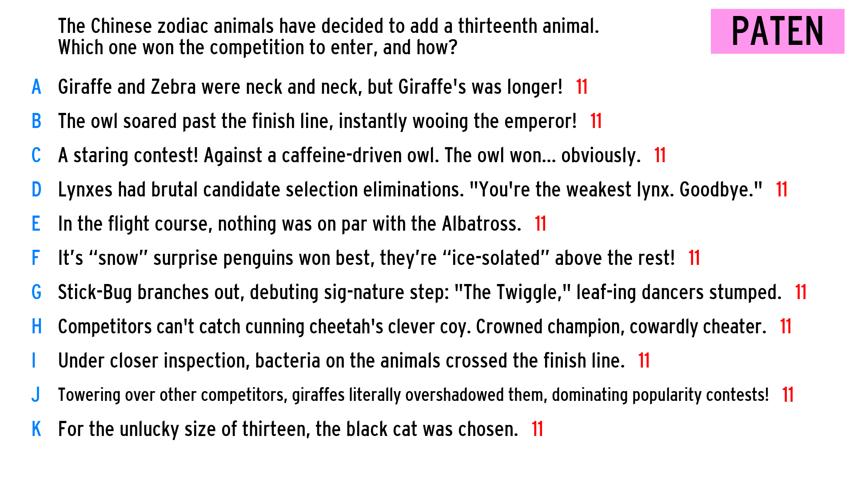 The Chinese zodiac animals have decided to add a thirteenth animal.
Which one won the competition to enter, and how?
PATEN
A Giraffe and Zebra were neck and neck, but Giraffe's was longer! 11
B The owl soared past the finish line, instantly wooing the emperor! 11
C A staring contest! Against a caffeine-driven owl. The owl won... obviously. 11
D Lynxes had brutal candidate selection eliminations. "You're the weakest lynx. Goodbye." 11
E In the flight course, nothing was on par with the Albatross. 11
F It’s “snow” surprise penguins won best, they’re “ice-solated” above the rest! 11
G Stick-Bug branches out, debuting sig-nature step: "The Twiggle," leaf-ing dancers stumped. 11
H Competitors can't catch cunning cheetah's clever coy. Crowned champion, cowardly cheater. 11
I Under closer inspection, bacteria on the animals crossed the finish line. 11
J Towering over other competitors, giraffes literally overshadowed them, dominating popularity contests! 11
K For the unlucky size of thirteen, the black cat was chosen. 11